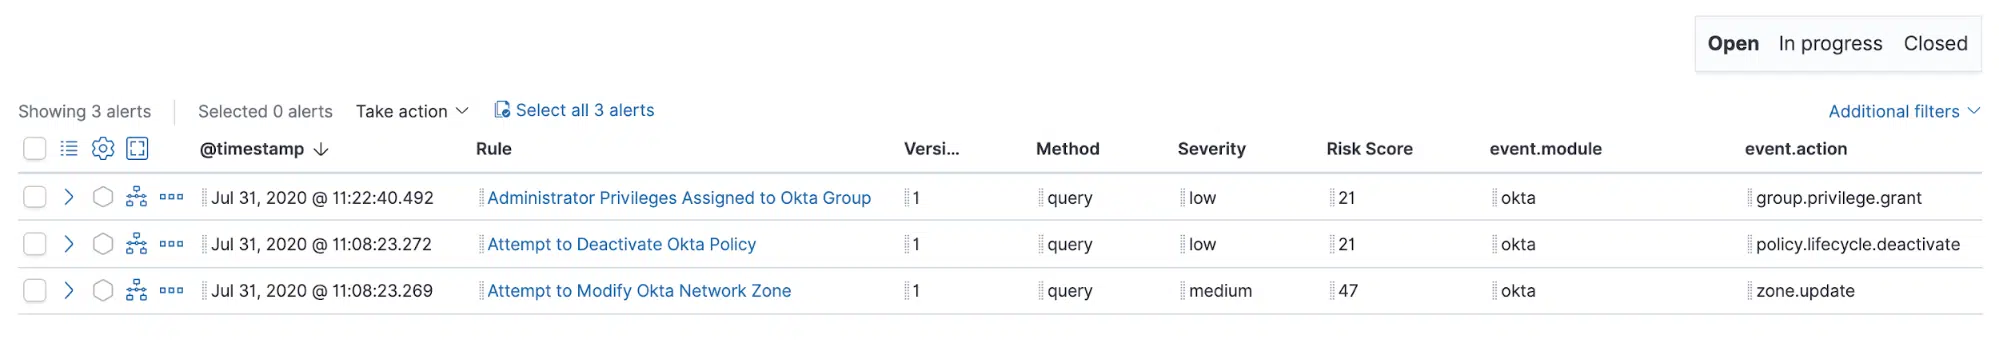 Open In progress Closed
Showing 3 alerts Selected 0 alerts Take action Select all 3 alerts Additional filters
@timestamp Rule Versi... Method Severity Risk Score event.module event.action
Jul 31, 2020 @ 11:22:40.492 Administrator Privileges Assigned to Okta Group 1 query low 21 okta group.privilege.grant
Jul 31, 2020 @ 11:08:23.272 Attempt to Deactivate Okta Policy 1 query low 21 okta policy.lifecycle.deactivate
Jul 31, 2020 @ 11:08:23.269 Attempt to Modify Okta Network Zone 1 query medium 47 okta zone.update